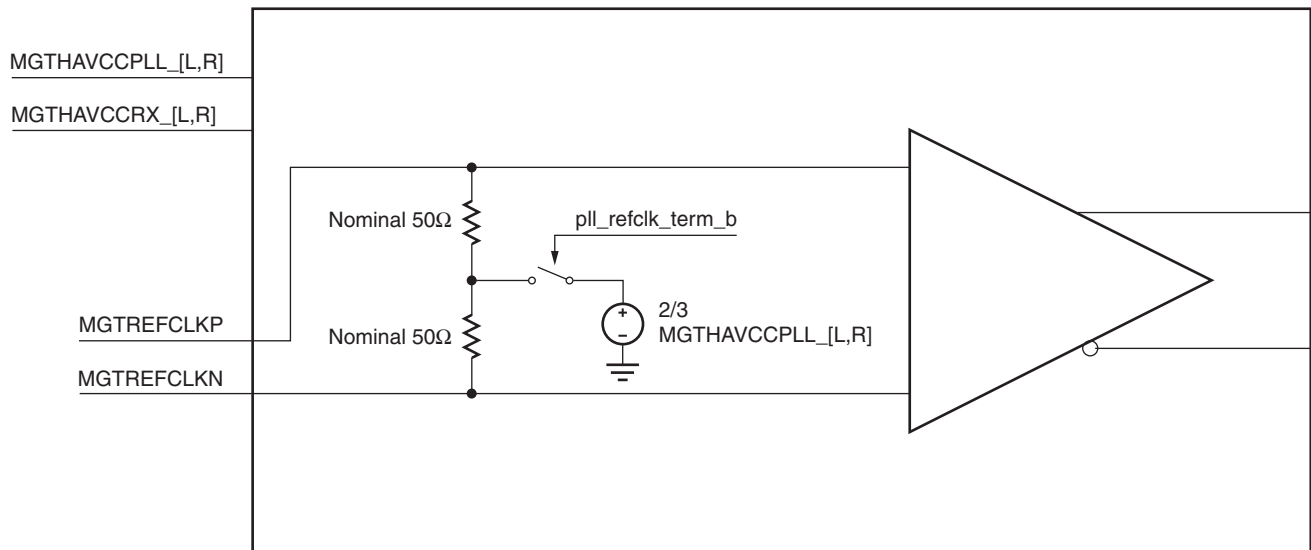 MGTHAVCCPLL_[L,R]
MGTHAVCCRX_[L,R]
Nominal 50Ω
pll_refclk_term_b
2/3
MGTHAVCCPLL_[L,R]
MGTREFCLKP
Nominal 50Ω
MGTREFCLKN